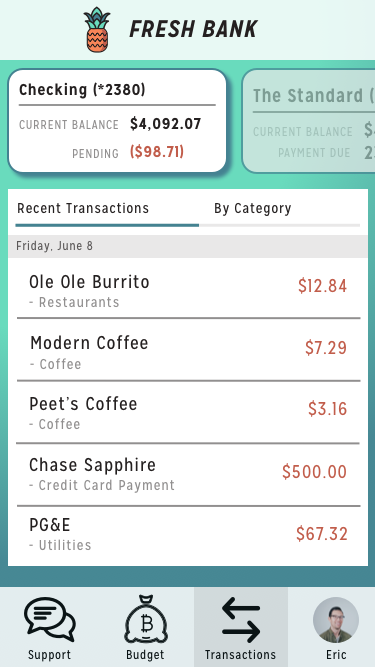 FRESH BANK
Checking (*2380)
CURRENT BALANCE $4,092.07
PENDING ($98.71)
The Standard (
CURRENT BALANCE
PAYMENT DUE
Recent Transactions By Category
Friday, June 8
Ole Ole Burrito $12.84
- Restaurants
Modern Coffee $7.29
- Coffee
Peet's Coffee $3.16
- Coffee
Chase Sapphire $500.00
- Credit Card Payment
PG&E $67.32
- Utilities
Support Budget Transactions Eric